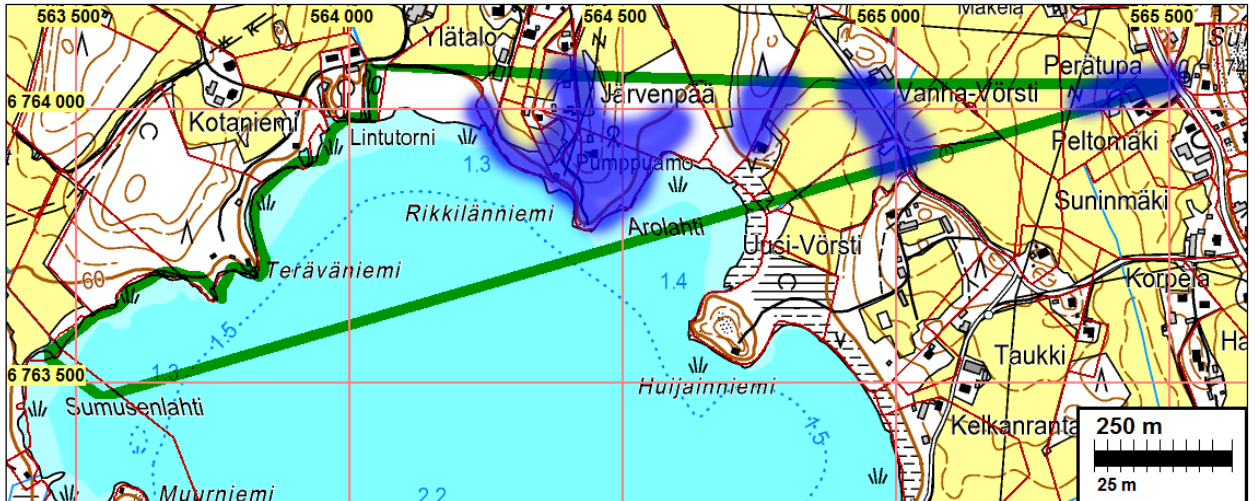 563 500
564 000
564 500
565 000
565 500
Mäkelä
Ylätalo
Perätupa
6 764 000
Järvenpää
Vanha-Vörsti
Kotaniemi
Lintutorni
Peltomäki
1.3
Pumppuamo
Suninmäki
Rikkilänniemi
Arolahti
Uusi-Vörsti
Teräväniemi
60
1.4
Korpela
1.5
Taukki
1.3
6 763 500
Huijainniemi
Sumusenlahti
Kelkanranta
1.5
250 m
25 m
Muurniemi
2.2